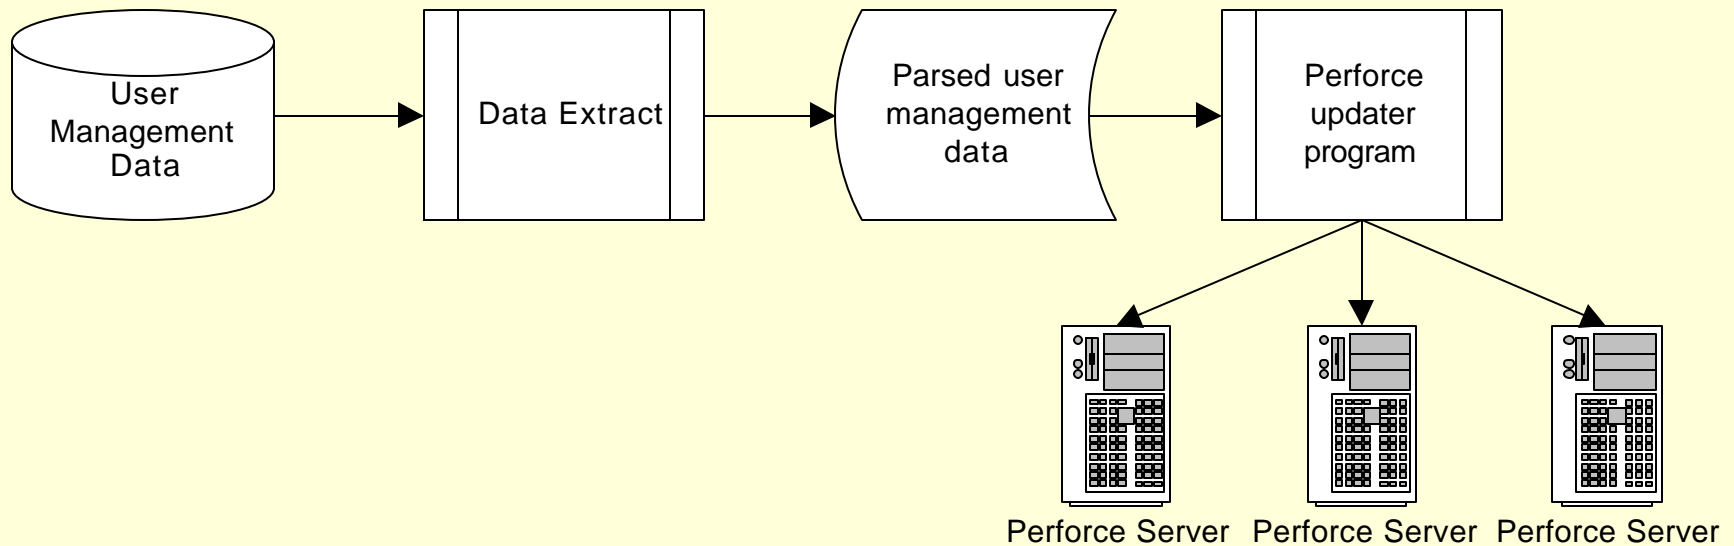 User
Management
Data
Data Extract
Parsed user
management
data
Perforce
updater
program
Perforce Server
Perforce Server
Perforce Server